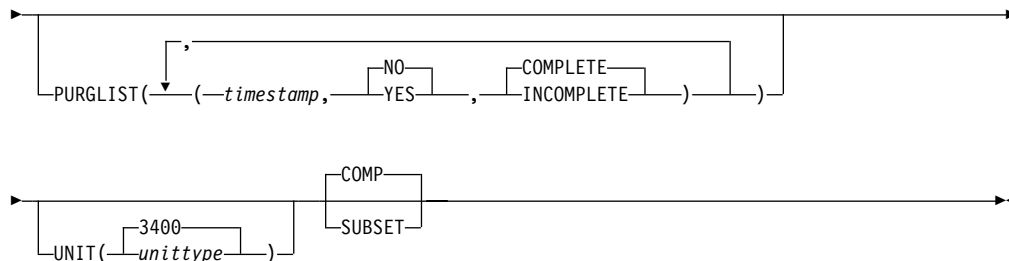 ,
NO COMPLETE
PURGLIST( ( timestamp, YES , INCOMPLETE ) )
COMP
3400 SUBSET
UNIT( unittype )